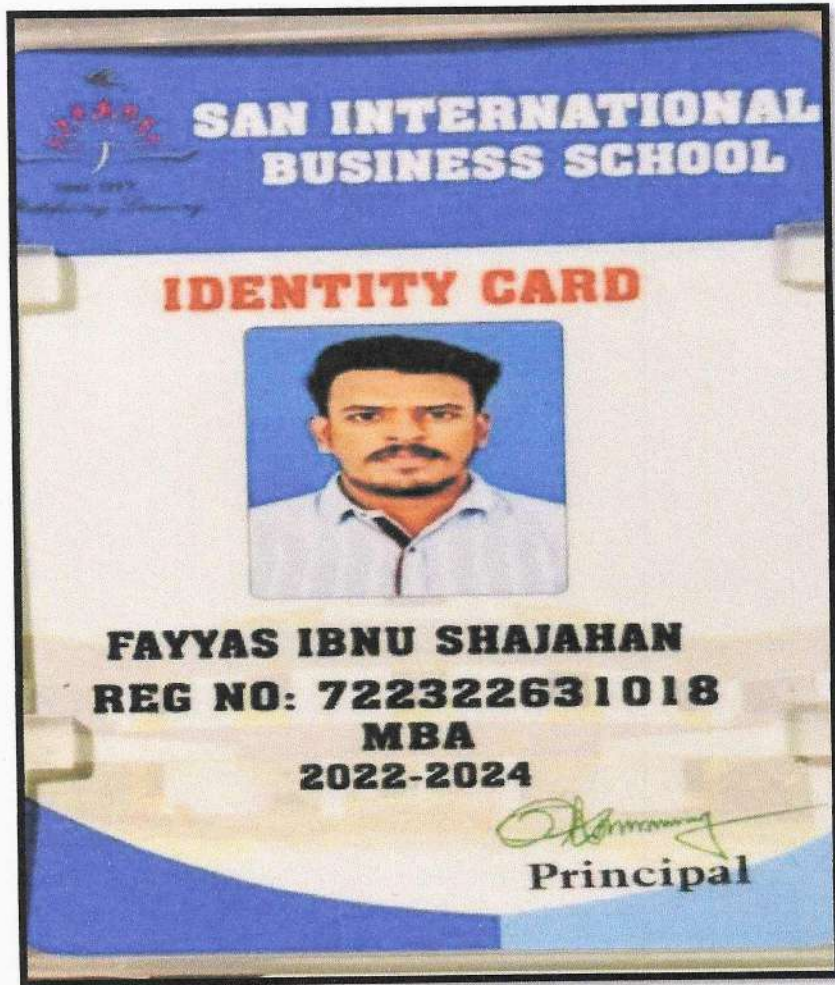 SAN INTERNATIONAL
BUSINESS SCHOOL
IDENTITY CARD
FAYYAS IBNU SHAJAHAN
REG NO: 722322631018
MBA
2022-2024
Principal